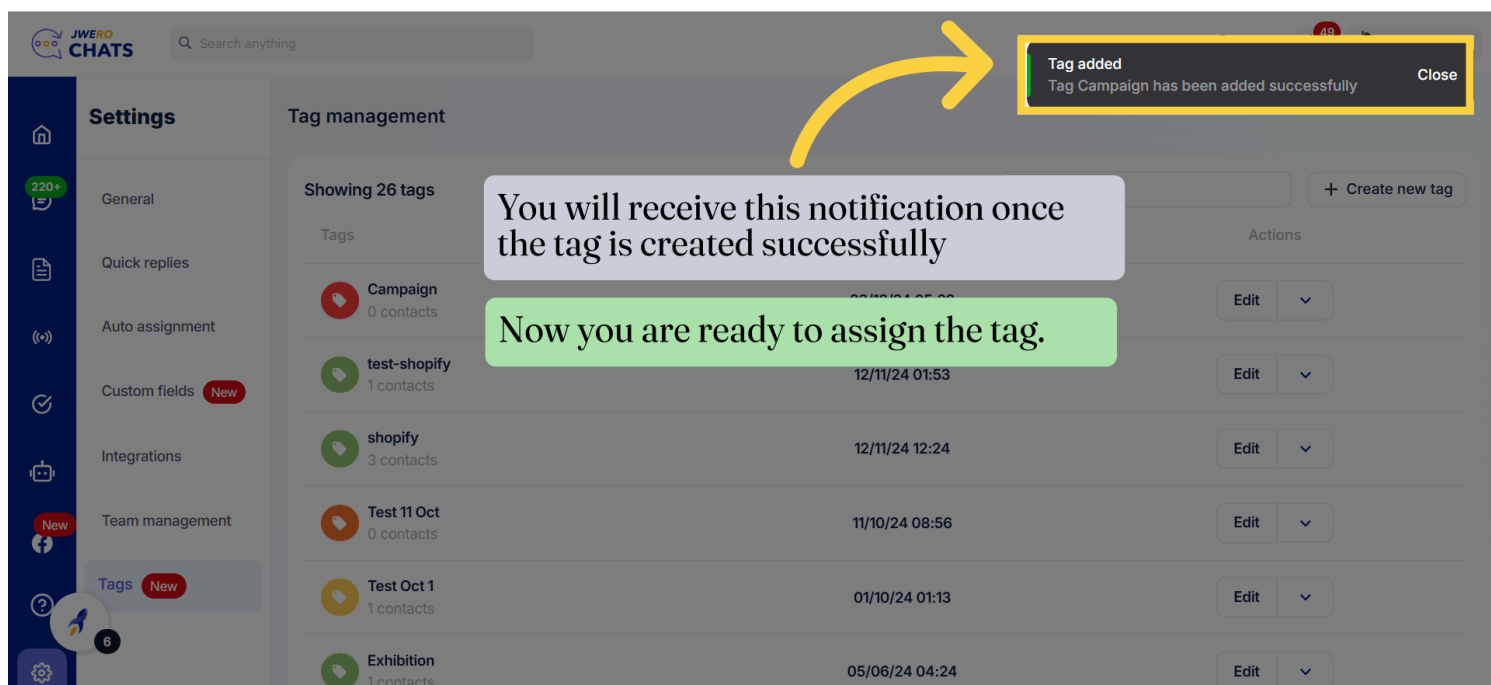 JWERO
CHATS
Search anything
49
Tag added
Tag Campaign has been added successfully
Close
Settings
Tag management
220+
General
Showing 26 tags
You will receive this notification once
the tag is created successfully
+ Create new tag
Tags
Actions
Quick replies
Campaign
0 contacts
Edit
Now you are ready to assign the tag.
Auto assignment
test-shopify
1 contacts
12/11/24 01:53
Edit
Custom fields New
shopify
3 contacts
12/11/24 12:24
Edit
Integrations
Test 11 Oct
0 contacts
11/10/24 08:56
Edit
New
Team management
Test Oct 1
1 contacts
01/10/24 01:13
Edit
Tags New
6
Exhibition
1 contacts
05/06/24 04:24
Edit